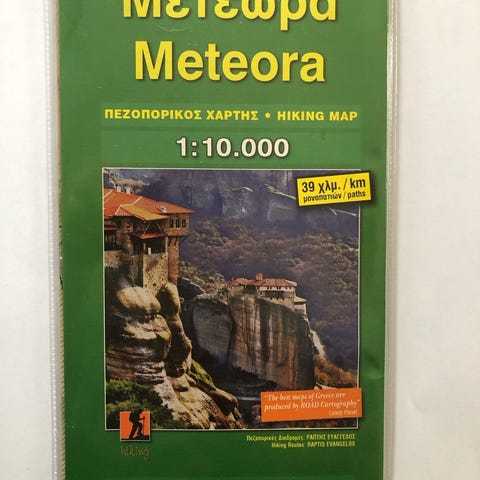 Μετέωρα
Meteora
ΠΕΖΟΠΟΡΙΚΟΣ ΧΑΡΤΗΣ • HIKING MAP
1:10.000
39 χλμ. / km
μονοπατιών / paths
"The best maps of Greece are
produced by ROAD Cartography"
(Lonely Planet)
Πεζοπορικές Διαδρομές: ΡΑΠΤΗΣ ΕΥΑΓΓΕΛΟΣ
Hiking Routes: RAPTIS EVANGELOS
hiking